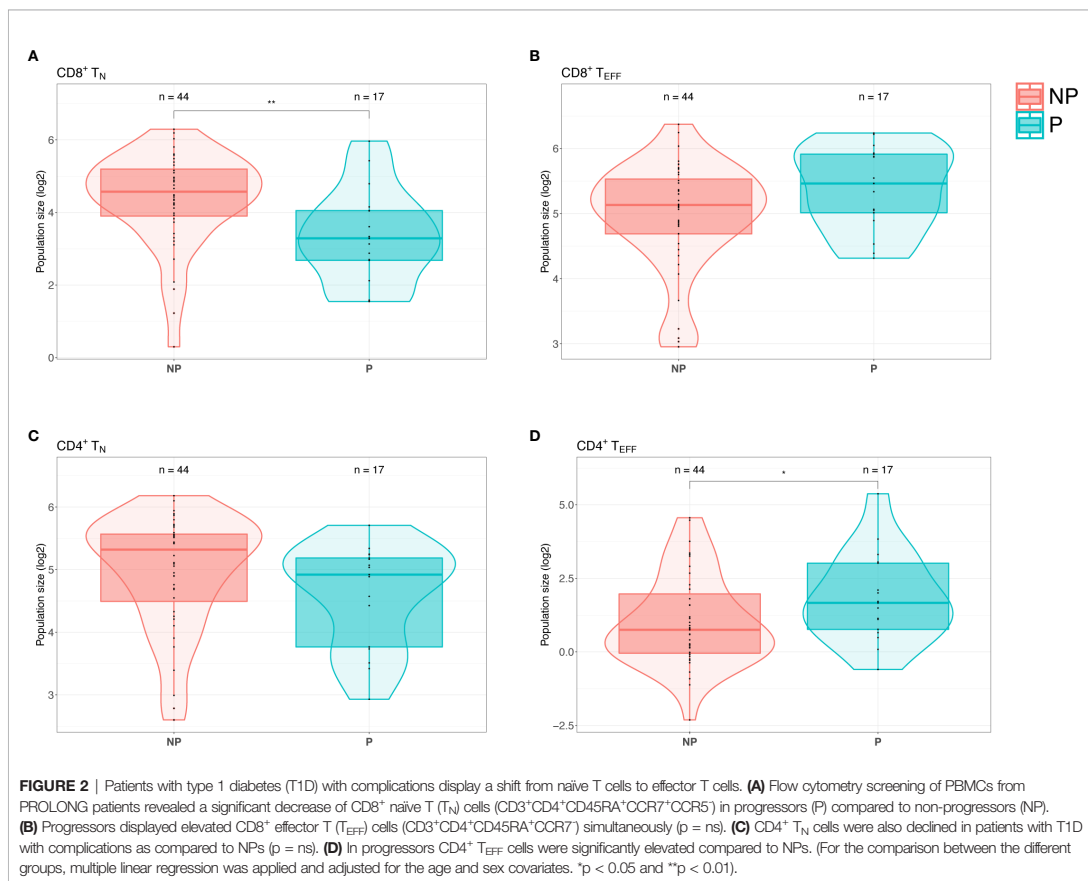 A
CD8+ TN
n = 44
**
n = 17
Population size (log2)
6
4
2
0
NP
P
B
CD8+ TEFF
n = 44
n = 17
Population size (log2)
6
5
4
3
NP
P
NP
P
C
CD4+ TN
n = 44
n = 17
Population size (log2)
6
5
4
3
NP
P
D
CD4+ TEFF
n = 44
*
n = 17
Population size (log2)
5.0
2.5
0.0
−2.5
NP
P
FIGURE 2 | Patients with type 1 diabetes (T1D) with complications display a shift from naïve T cells to effector T cells. (A) Flow cytometry screening of PBMCs from
PROLONG patients revealed a significant decrease of CD8+ naïve T (TN) cells (CD3+CD4+CD45RA+CCR7+CCR5-) in progressors (P) compared to non-progressors (NP).
(B) Progressors displayed elevated CD8+ effector T (TEFF) cells (CD3+CD4+CD45RA+CCR7-) simultaneously (p = ns). (C) CD4+ TN cells were also declined in patients with T1D
with complications as compared to NPs (p = ns). (D) In progressors CD4+ TEFF cells were significantly elevated compared to NPs. (For the comparison between the different
groups, multiple linear regression was applied and adjusted for the age and sex covariates. *p < 0.05 and **p < 0.01).